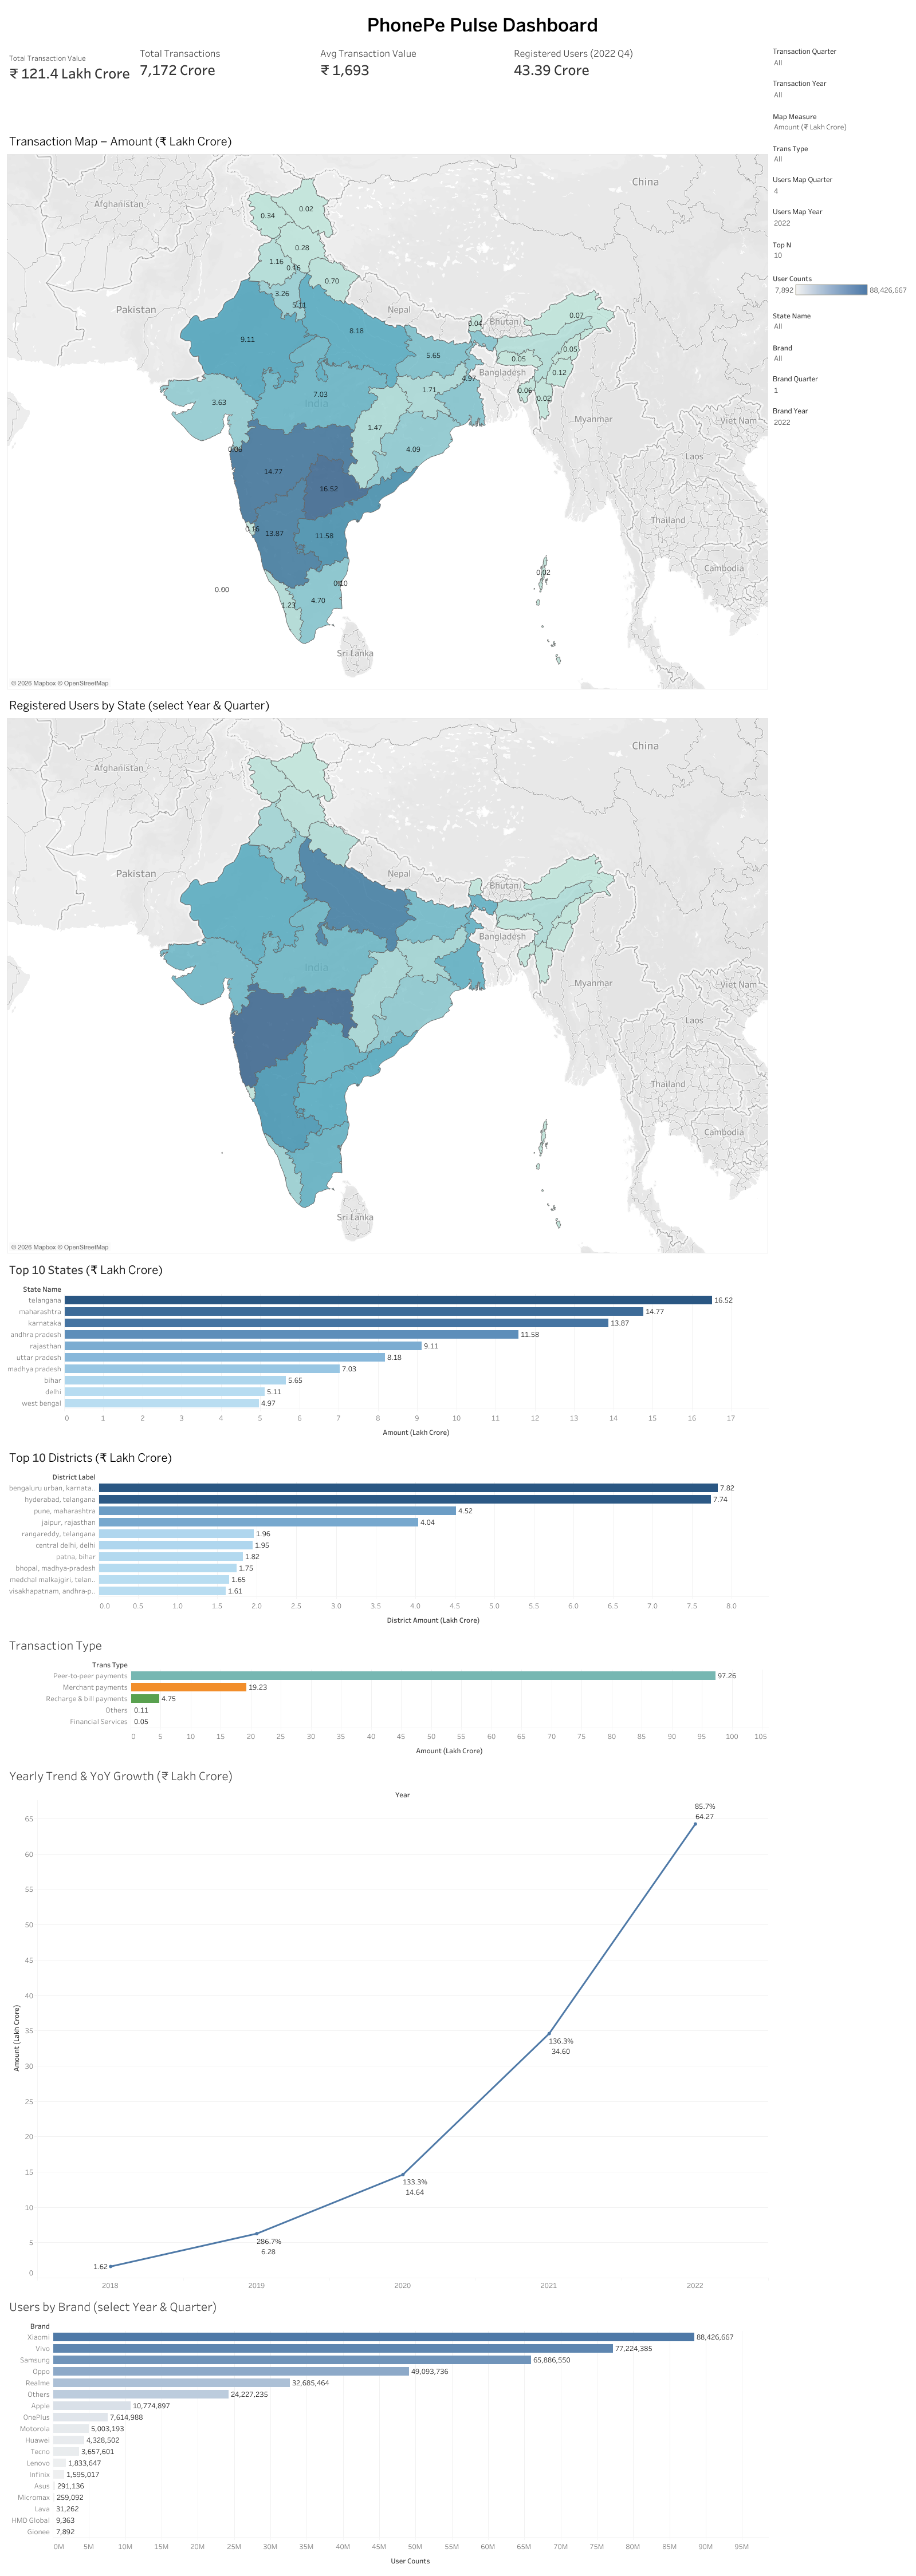 PhonePe Pulse Dashboard
Total Transaction Value
₹ 121.4 Lakh Crore
Total Transactions
7,172 Crore
Avg Transaction Value
₹ 1,693
Registered Users (2022 Q4)
43.39 Crore
Transaction Quarter
All
Transaction Year
All
Map Measure
Amount (₹ Lakh Crore)
Trans Type
All
Users Map Quarter
4
Users Map Year
2022
Top N
10
User Counts
7,892 88,426,667
State Name
All
Brand
All
Brand Quarter
1
Brand Year
2022
Transaction Map – Amount (₹ Lakh Crore)
China
Afghanistan
0.34
0.02
0.28
1.16
0.70
3.26
Pakistan
Nepal
0.04
Bhutan
0.07
9.11
8.18
5.65
0.05
0.05
Bangladesh
0.12
4.97
1.71
0.06
0.02
3.63
7.03
India
1.47
Myanmar
Viet Nam
4.09
Laos
14.77
16.52
13.87
11.58
Thailand
Cambodia
0.02
0.00
1.23
4.70
Sri Lanka
© 2026 Mapbox © OpenStreetMap
Registered Users by State (select Year & Quarter)
China
Afghanistan
Pakistan
Nepal
Bhutan
Bangladesh
India
Myanmar
Viet Nam
Laos
Thailand
Cambodia
Sri Lanka
© 2026 Mapbox © OpenStreetMap
Top 10 States (₹ Lakh Crore)
State Name
telangana 16.52
maharashtra 14.77
karnataka 13.87
andhra pradesh 11.58
rajasthan 9.11
uttar pradesh 8.18
madhya pradesh 7.03
bihar 5.65
delhi 5.11
west bengal 4.97
0 1 2 3 4 5 6 7 8 9 10 11 12 13 14 15 16 17
Amount (Lakh Crore)
Top 10 Districts (₹ Lakh Crore)
District Label
bengaluru urban, karnata.. 7.82
hyderabad, telangana 7.74
pune, maharashtra 4.52
jaipur, rajasthan 4.04
rangareddy, telangana 1.96
central delhi, delhi 1.95
patna, bihar 1.82
bhopal, madhya-pradesh 1.75
medchal malkajgiri, telan.. 1.65
visakhapatnam, andhra-p.. 1.61
0.0 0.5 1.0 1.5 2.0 2.5 3.0 3.5 4.0 4.5 5.0 5.5 6.0 6.5 7.0 7.5 8.0
District Amount (Lakh Crore)
Transaction Type
Trans Type
Peer-to-peer payments 97.26
Merchant payments 19.23
Recharge & bill payments 4.75
Others 0.11
Financial Services 0.05
0 5 10 15 20 25 30 35 40 45 50 55 60 65 70 75 80 85 90 95 100 105
Amount (Lakh Crore)
Yearly Trend & YoY Growth (₹ Lakh Crore)
Year
85.7%
64.27
65
60
55
50
45
40
35
136.3%
34.60
30
25
20
15
133.3%
14.64
10
5
286.7%
6.28
1.62
0
2018 2019 2020 2021 2022
Amount (Lakh Crore)
Users by Brand (select Year & Quarter)
Brand
Xiaomi 88,426,667
Vivo 77,224,385
Samsung 65,886,550
Oppo 49,093,736
Realme 32,685,464
Others 24,227,235
Apple 10,774,897
OnePlus 7,614,988
Motorola 5,003,193
Huawei 4,328,502
Tecno 3,657,601
Lenovo 1,833,647
Infinix 1,595,017
Asus 291,136
Micromax 259,092
Lava 31,262
HMD Global 9,363
Gionee 7,892
0M 5M 10M 15M 20M 25M 30M 35M 40M 45M 50M 55M 60M 65M 70M 75M 80M 85M 90M 95M
User Counts